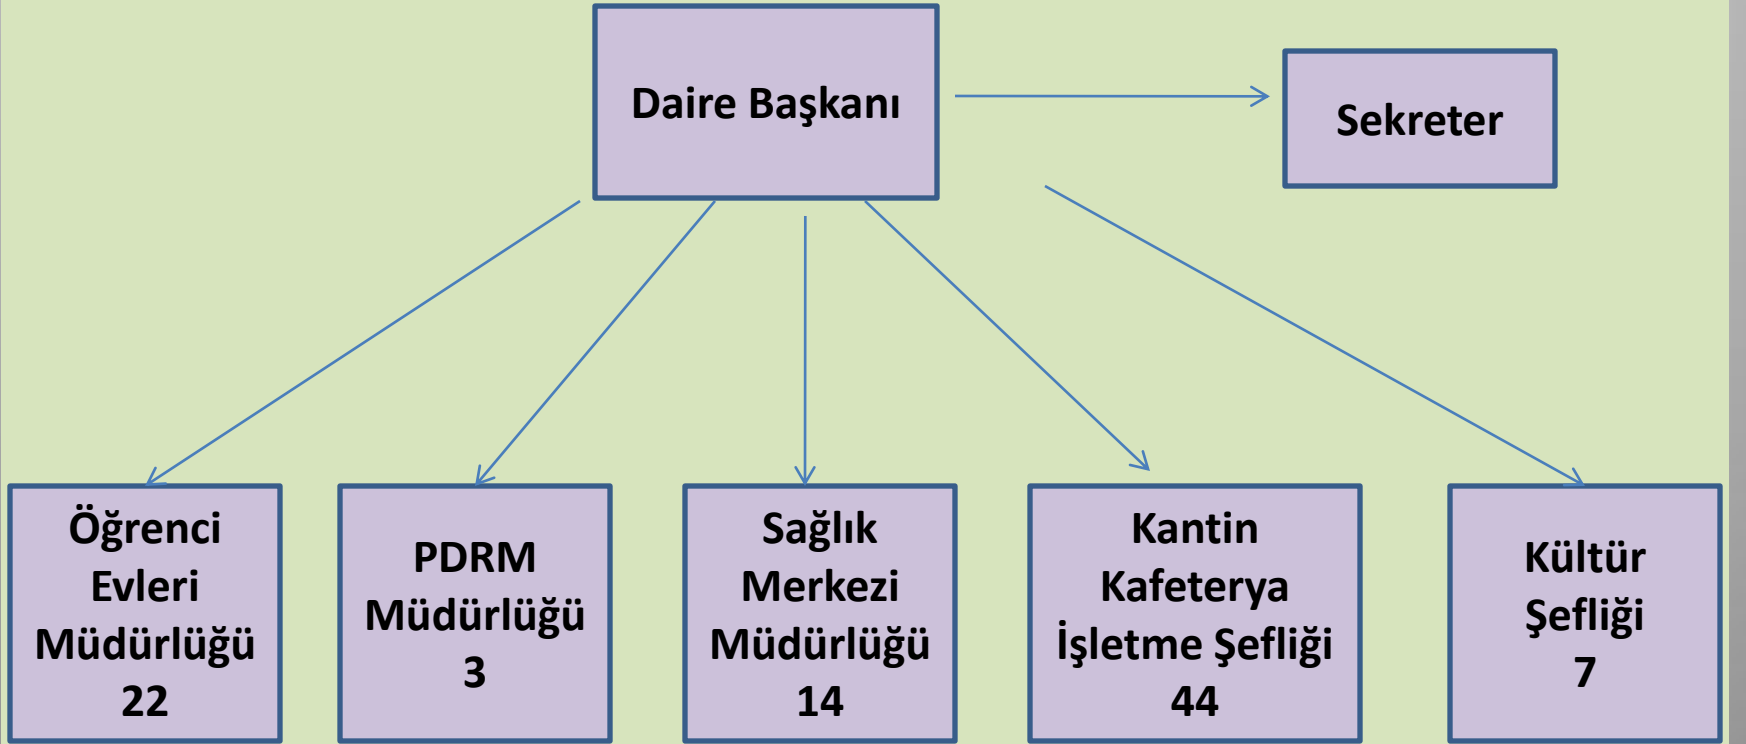 Daire Başkanı
Sekreter
Öğrenci
Evleri
Müdürlüğü
22
PDRM
Müdürlüğü
3
Sağlık
Merkezi
Müdürlüğü
14
Kantin
Kafeterya
İşletme Şefliği
44
Kültür
Şefliği
7